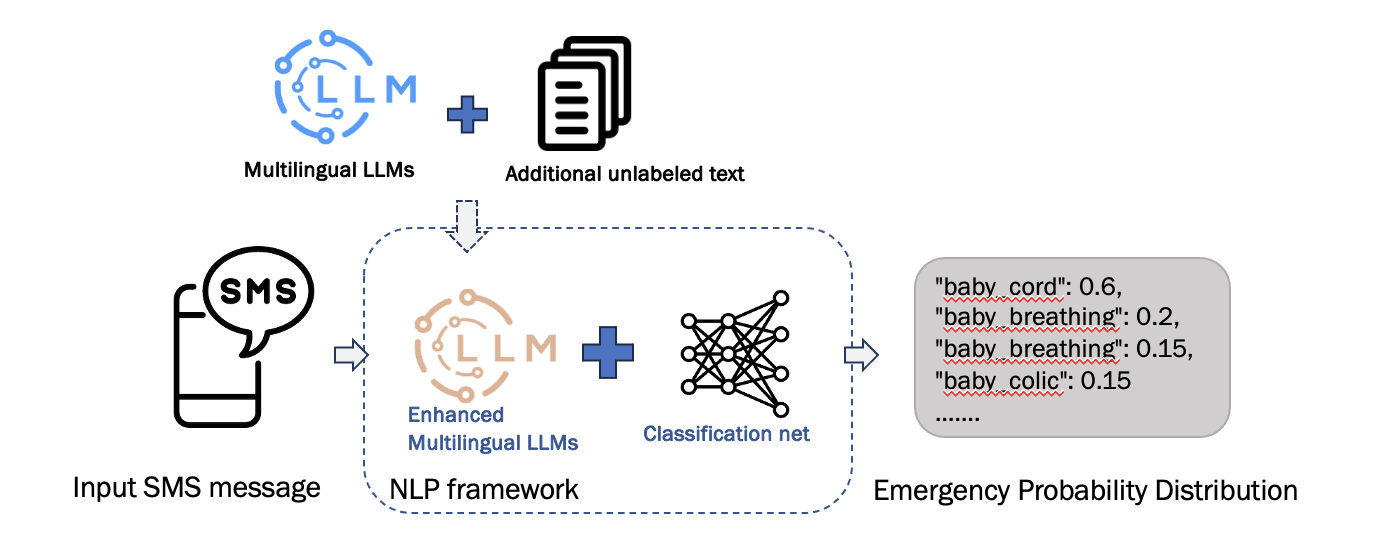 LLM
Multilingual LLMs
Additional unlabeled text
SMS
Input SMS message
LLM
Enhanced
Multilingual LLMs
Classification net
NLP framework
"baby_cord": 0.6,
"baby_breathing": 0.2,
"baby_breathing": 0.15,
"baby_colic": 0.15
.......
Emergency Probability Distribution